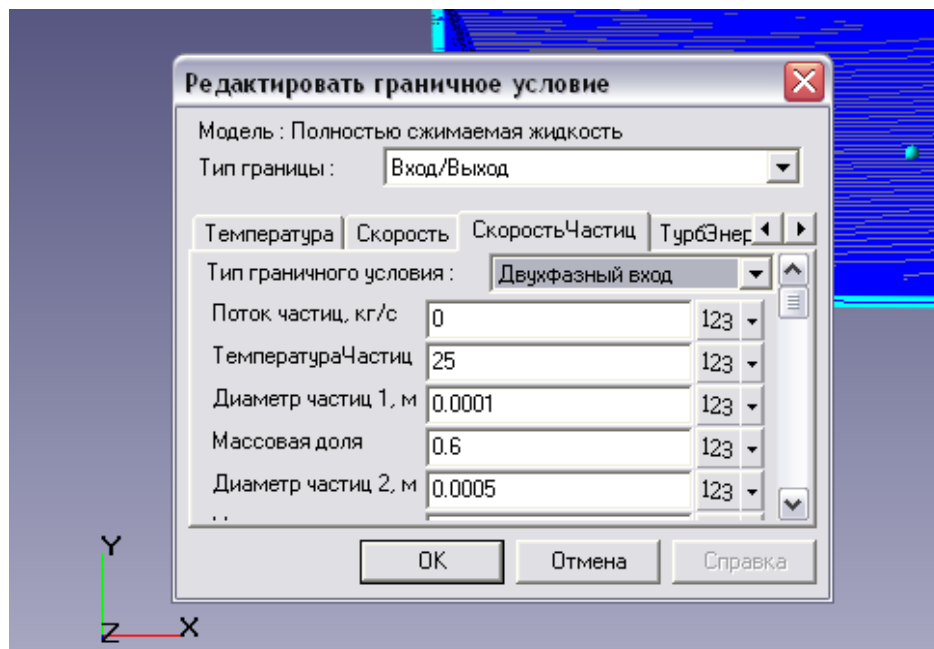 Редактировать граничное условие
Модель : Полностью сжимаемая жидкость
Тип границы : Вход/Выход
Температура Скорость СкоростьЧастиц ТурбЭнер
Тип граничного условия : Двухфазный вход
Поток частиц, кг/с 0 123
ТемператураЧастиц 25 123
Диаметр частиц 1, м 0.0001 123
Массовая доля 0.6 123
Диаметр частиц 2, м 0.0005 123
OK Отмена Справка
Y
Z X